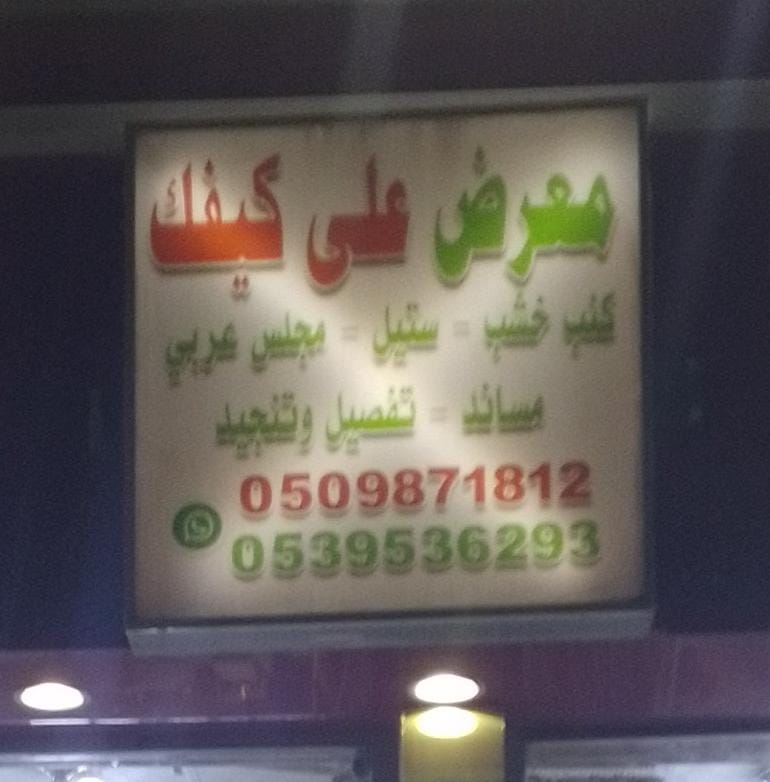 معرض على كيفك
كنب خشب = ستيل = مجلس عربي
مساند = تفصيل وتنجيد
0509871812
0539536293